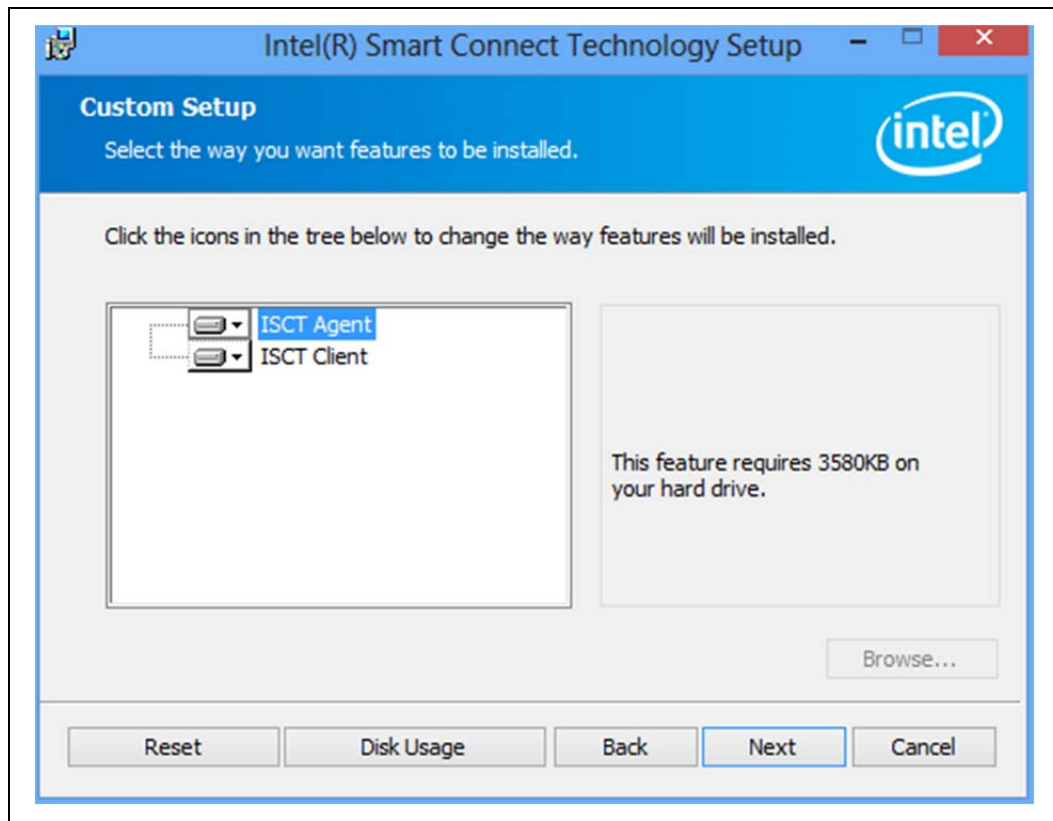 Intel(R) Smart Connect Technology Setup
Custom Setup
Select the way you want features to be installed.
intel
Click the icons in the tree below to change the way features will be installed.
ISCT Agent
ISCT Client
This feature requires 3580KB on
your hard drive.
Browse...
Reset Disk Usage Back Next Cancel